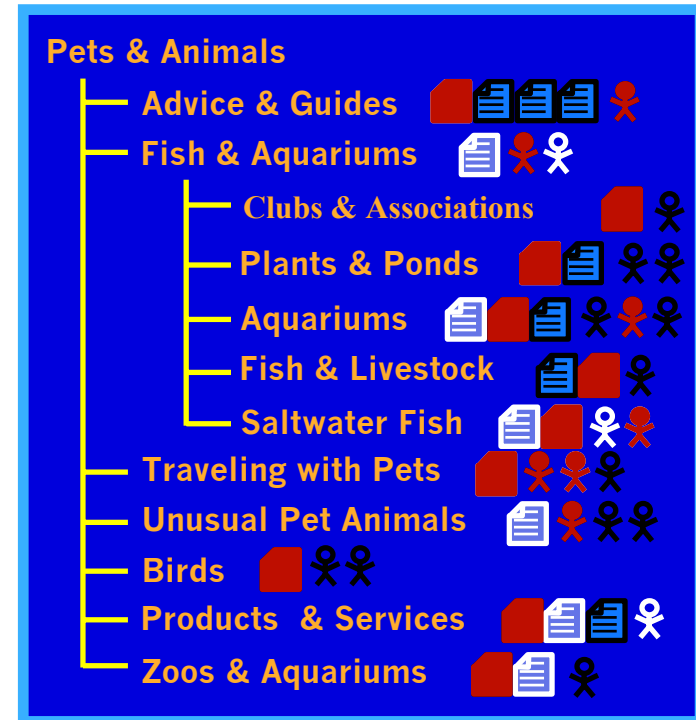 Pets & Animals
Advice & Guides
Fish & Aquariums
Clubs & Associations
Plants & Ponds
Aquariums
Fish & Livestock
Saltwater Fish
Traveling with Pets
Unusual Pet Animals
Birds
Products & Services
Zoos & Aquariums